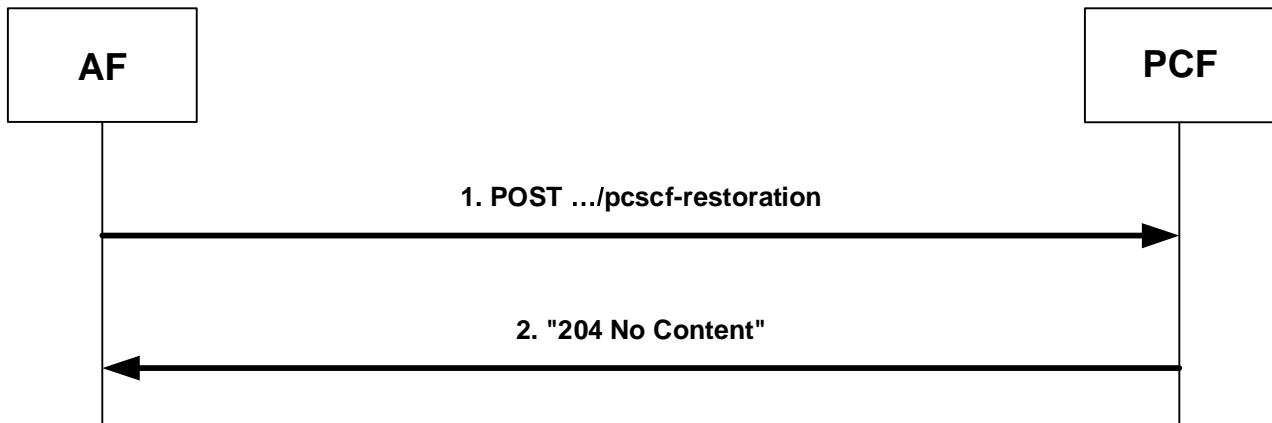 AF
PCF
1. POST …/pcscf-restoration
2. "204 No Content"